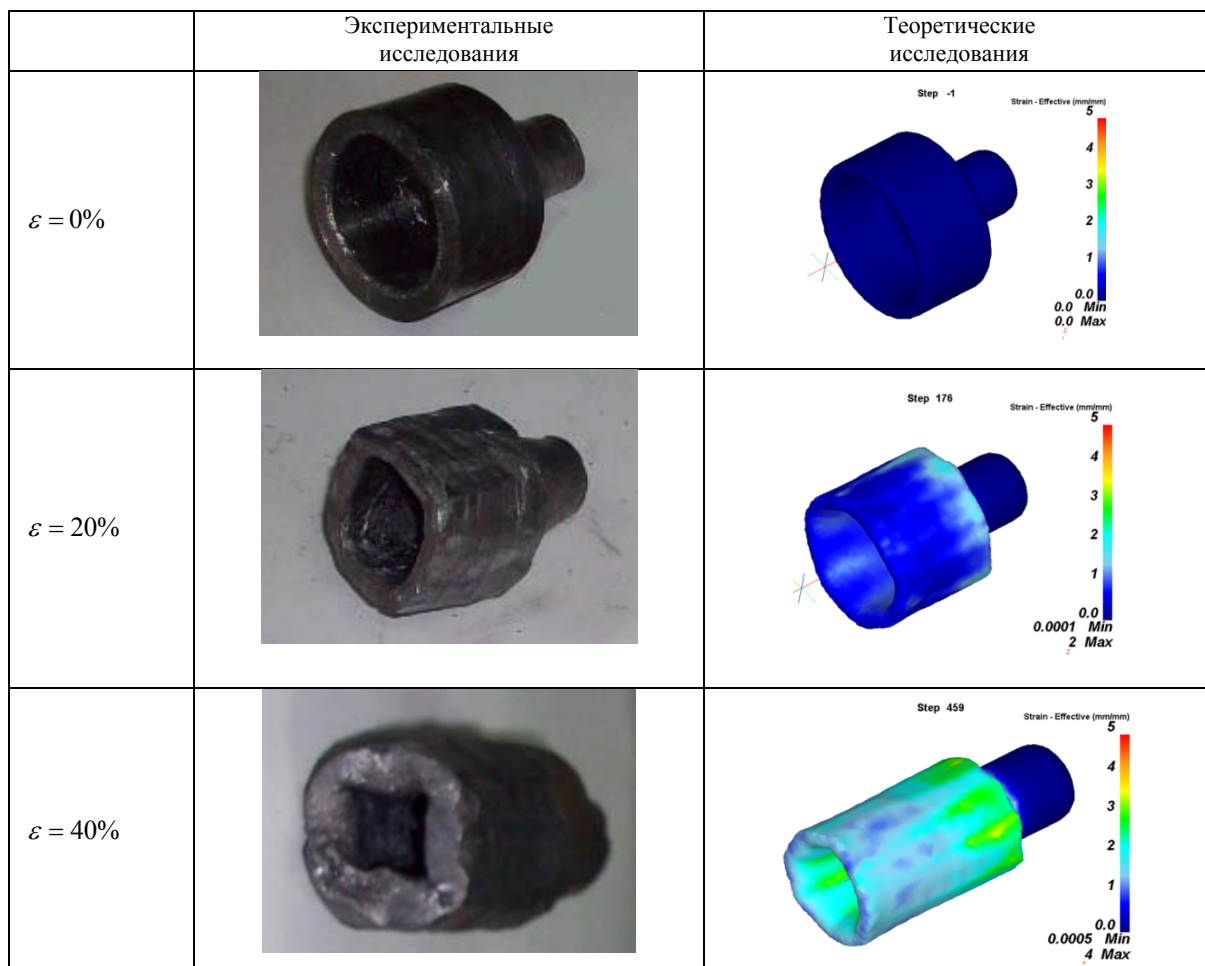 Экспериментальные
исследования
Теоретические
исследования
ε = 0%
Step -1
Strain - Effective (mm/mm)
5
4
3
2
1
0.0
0.0 Min
0.0 Max
z
ε = 20%
Step 176
Strain - Effective (mm/mm)
5
4
3
2
1
0.0
0.0001 Min
2 Max
z
ε = 40%
Step 459
Strain - Effective (mm/mm)
5
4
3
2
1
0.0
0.0005 Min
4 Max
z